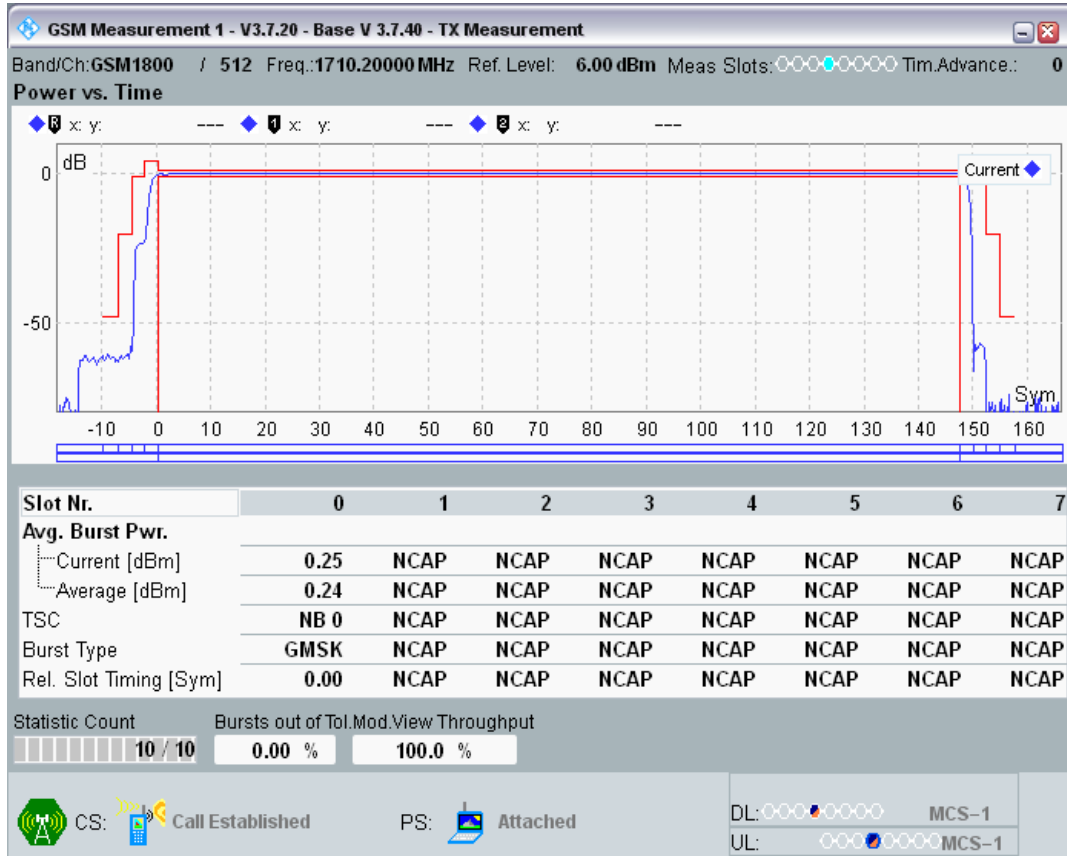 GSM Measurement 1 - V3.7.20 - Base V 3.7.40 - TX Measurement
Band/Ch:GSM1800 / 512 Freq.:1710.20000 MHz Ref. Level: 6.00 dBm Meas Slots: Tim.Advance.: 0
Power vs. Time
R x: y: --- 1 x: y: --- 2 x: y: ---
dB
0
Current
-50
Sym
-10 0 10 20 30 40 50 60 70 80 90 100 110 120 130 140 150 160
Slot Nr. 0 1 2 3 4 5 6 7
Avg. Burst Pwr.
Current [dBm] 0.25 NCAP NCAP NCAP NCAP NCAP NCAP NCAP
Average [dBm] 0.24 NCAP NCAP NCAP NCAP NCAP NCAP NCAP
TSC NB 0 NCAP NCAP NCAP NCAP NCAP NCAP NCAP
Burst Type GMSK NCAP NCAP NCAP NCAP NCAP NCAP NCAP
Rel. Slot Timing [Sym] 0.00 NCAP NCAP NCAP NCAP NCAP NCAP NCAP
Statistic Count Bursts out of Tol. Mod.View Throughput
10 / 10 0.00 % 100.0 %
CS: Call Established PS: Attached
DL: MCS-1
UL: MCS-1